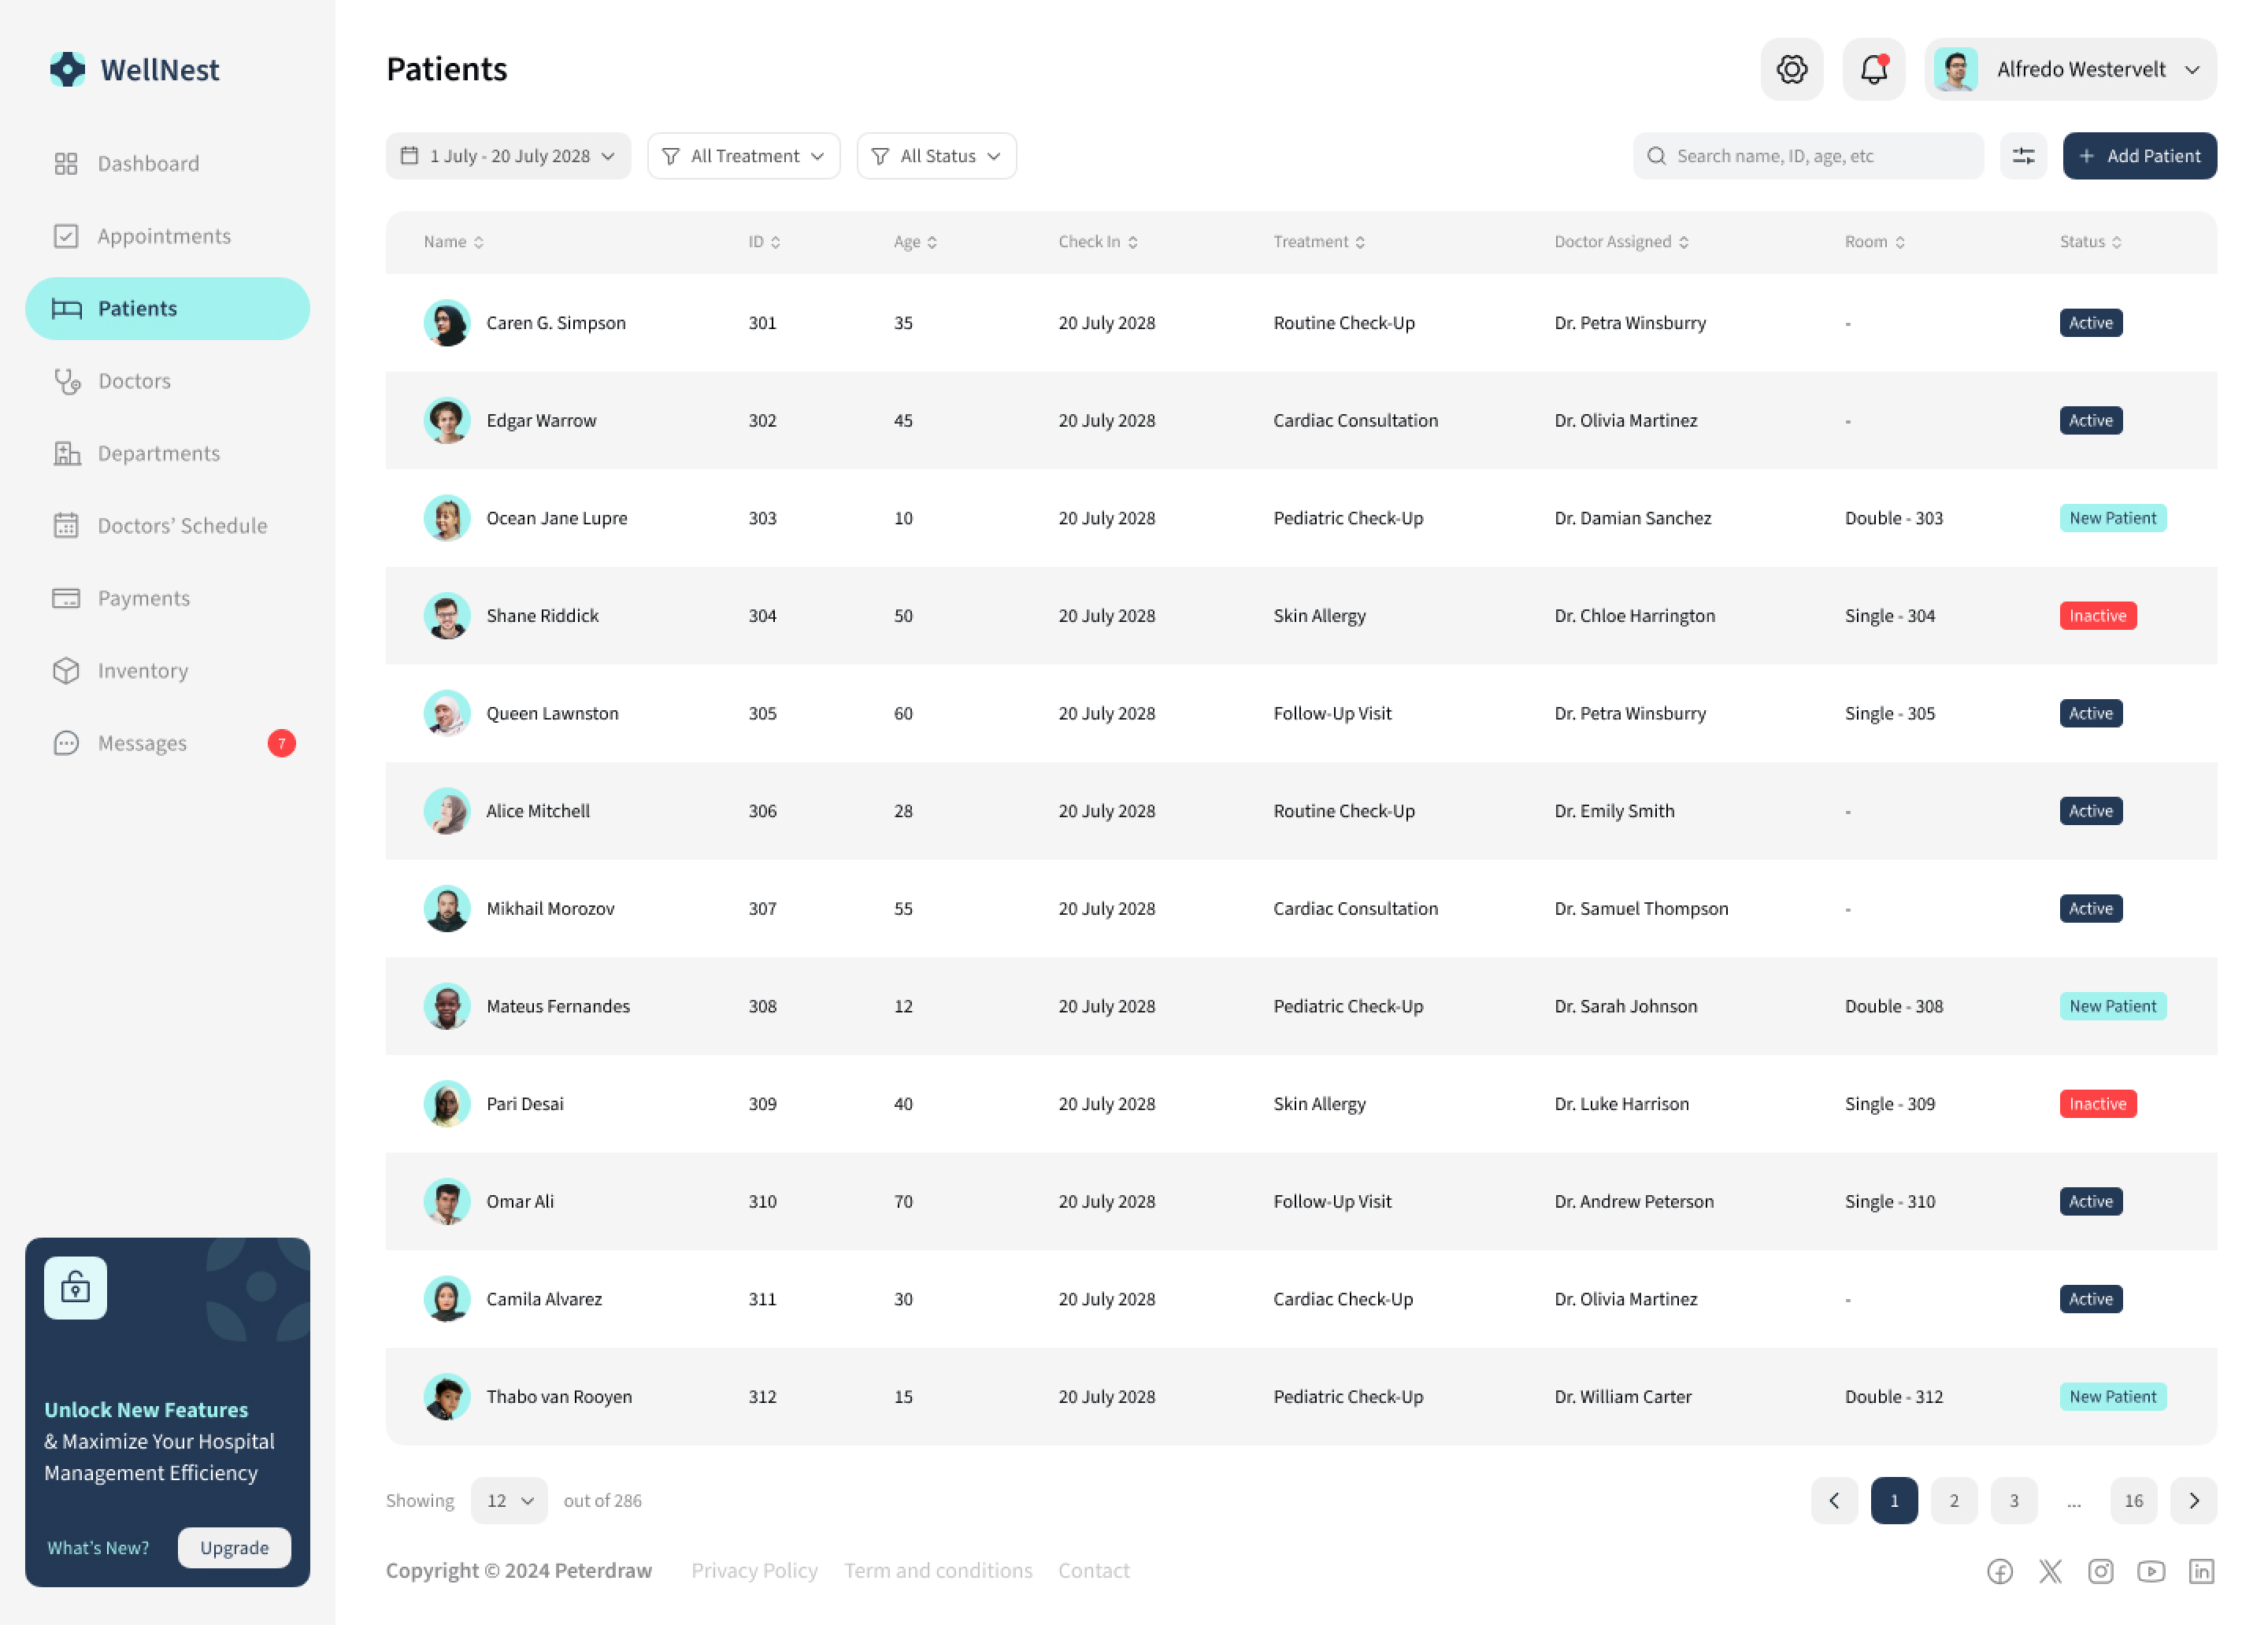 WellNest
Dashboard
Appointments
Patients
Doctors
Departments
Doctors’ Schedule
Payments
Inventory
Messages 7
Unlock New Features
& Maximize Your Hospital
Management Efficiency
What’s New? Upgrade
Patients
Alfredo Westervelt
1 July - 20 July 2028 All Treatment All Status Search name, ID, age, etc + Add Patient
Name ID Age Check In Treatment Doctor Assigned Room Status
Caren G. Simpson 301 35 20 July 2028 Routine Check-Up Dr. Petra Winsburry - Active
Edgar Warrow 302 45 20 July 2028 Cardiac Consultation Dr. Olivia Martinez - Active
Ocean Jane Lupre 303 10 20 July 2028 Pediatric Check-Up Dr. Damian Sanchez Double - 303 New Patient
Shane Riddick 304 50 20 July 2028 Skin Allergy Dr. Chloe Harrington Single - 304 Inactive
Queen Lawnston 305 60 20 July 2028 Follow-Up Visit Dr. Petra Winsburry Single - 305 Active
Alice Mitchell 306 28 20 July 2028 Routine Check-Up Dr. Emily Smith - Active
Mikhail Morozov 307 55 20 July 2028 Cardiac Consultation Dr. Samuel Thompson - Active
Mateus Fernandes 308 12 20 July 2028 Pediatric Check-Up Dr. Sarah Johnson Double - 308 New Patient
Pari Desai 309 40 20 July 2028 Skin Allergy Dr. Luke Harrison Single - 309 Inactive
Omar Ali 310 70 20 July 2028 Follow-Up Visit Dr. Andrew Peterson Single - 310 Active
Camila Alvarez 311 30 20 July 2028 Cardiac Check-Up Dr. Olivia Martinez - Active
Thabo van Rooyen 312 15 20 July 2028 Pediatric Check-Up Dr. William Carter Double - 312 New Patient
Showing 12 out of 286 1 2 3 ... 16
Copyright © 2024 Peterdraw Privacy Policy Term and conditions Contact